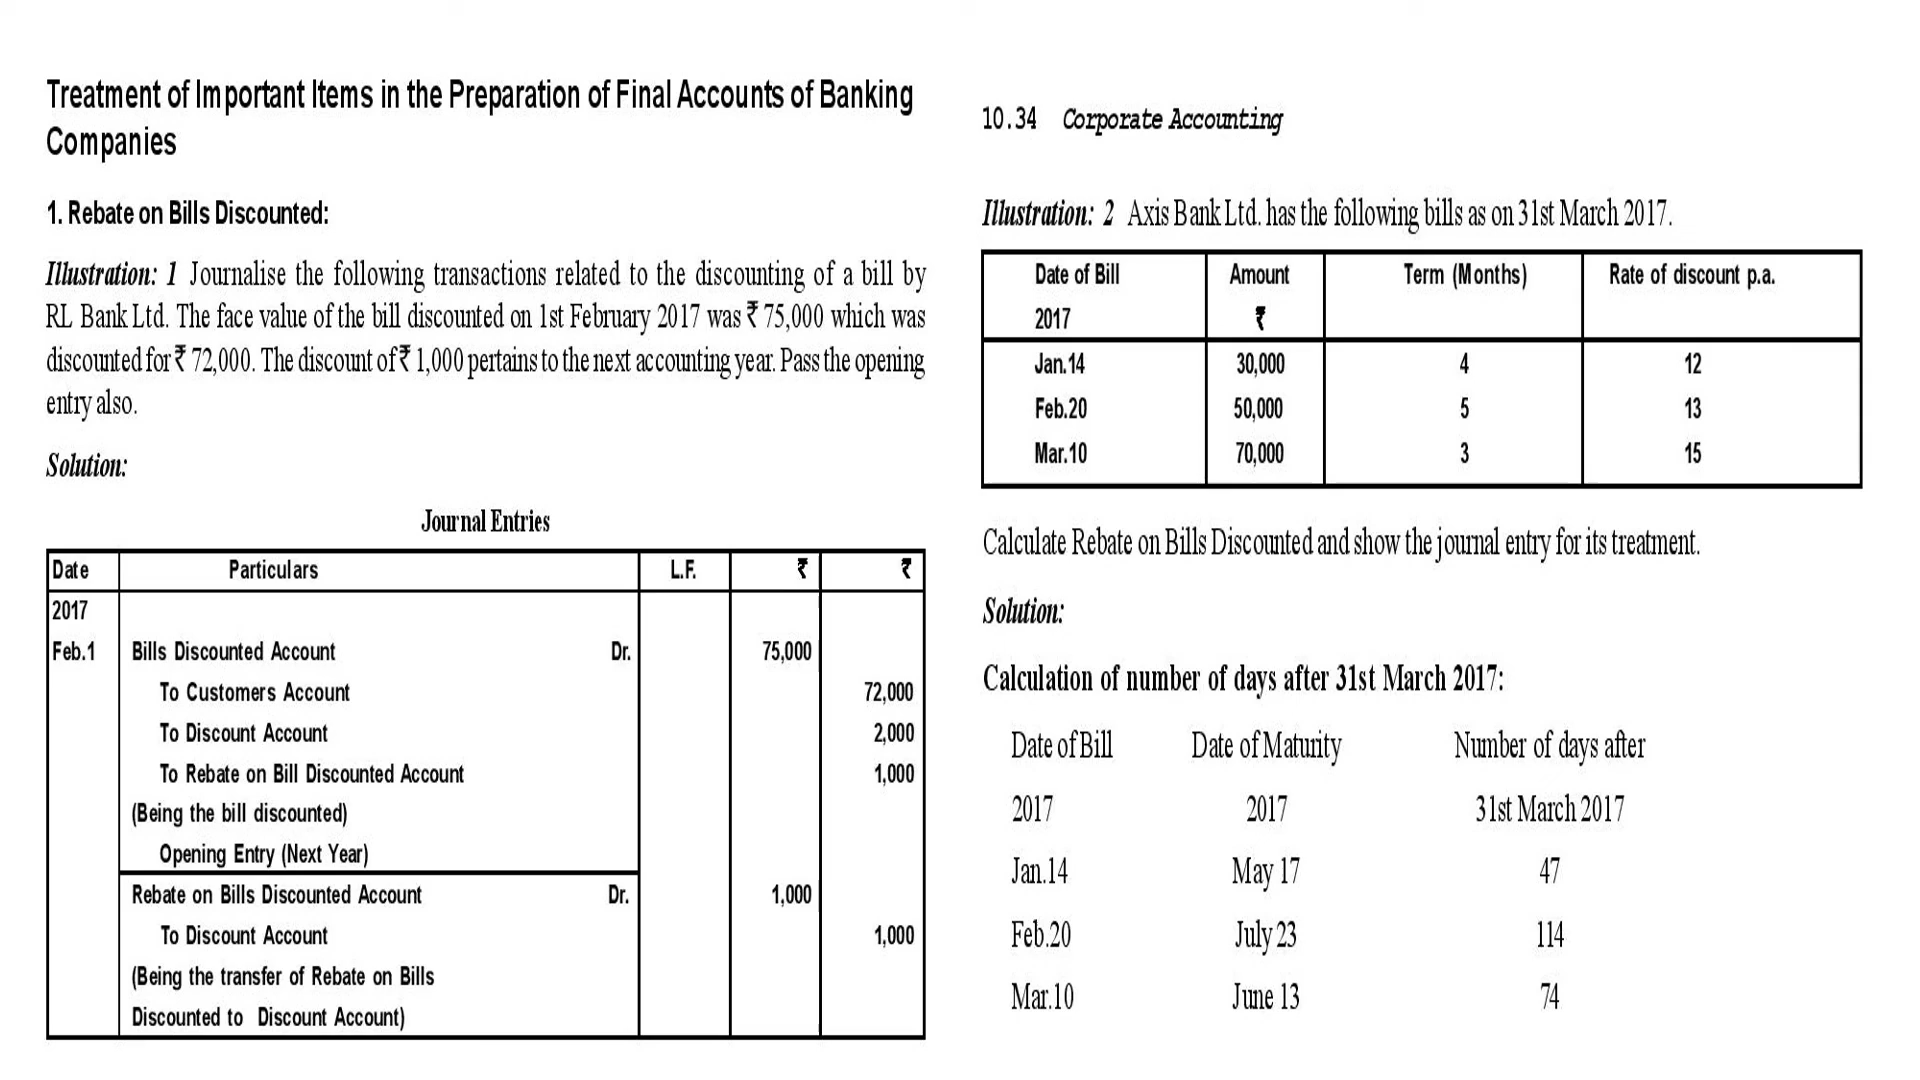 Treatment of Important Items in the Preparation of Final Accounts of Banking
Companies
1. Rebate on Bills Discounted:
Illustration: 1 Journalise the following transactions related to the discounting of a bill by
RL Bank Ltd. The face value of the bill discounted on 1st February 2017 was ₹ 75,000 which was
discounted for ₹ 72,000. The discount of ₹ 1,000 pertains to the next accounting year. Pass the opening
entry also.
Solution:
Journal Entries
Date Particulars L.F. ₹ ₹
2017
Feb.1 Bills Discounted Account Dr. 75,000
To Customers Account 72,000
To Discount Account 2,000
To Rebate on Bill Discounted Account 1,000
(Being the bill discounted)
Opening Entry (Next Year)
Rebate on Bills Discounted Account Dr. 1,000
To Discount Account 1,000
(Being the transfer of Rebate on Bills
Discounted to Discount Account)
10.34 Corporate Accounting
Illustration: 2 Axis Bank Ltd. has the following bills as on 31st March 2017.
Date of Bill Amount Term (Months) Rate of discount p.a.
2017 ₹
Jan.14 30,000 4 12
Feb.20 50,000 5 13
Mar.10 70,000 3 15
Calculate Rebate on Bills Discounted and show the journal entry for its treatment.
Solution:
Calculation of number of days after 31st March 2017:
Date of Bill Date of Maturity Number of days after
2017 2017 31st March 2017
Jan.14 May 17 47
Feb.20 July 23 114
Mar.10 June 13 74